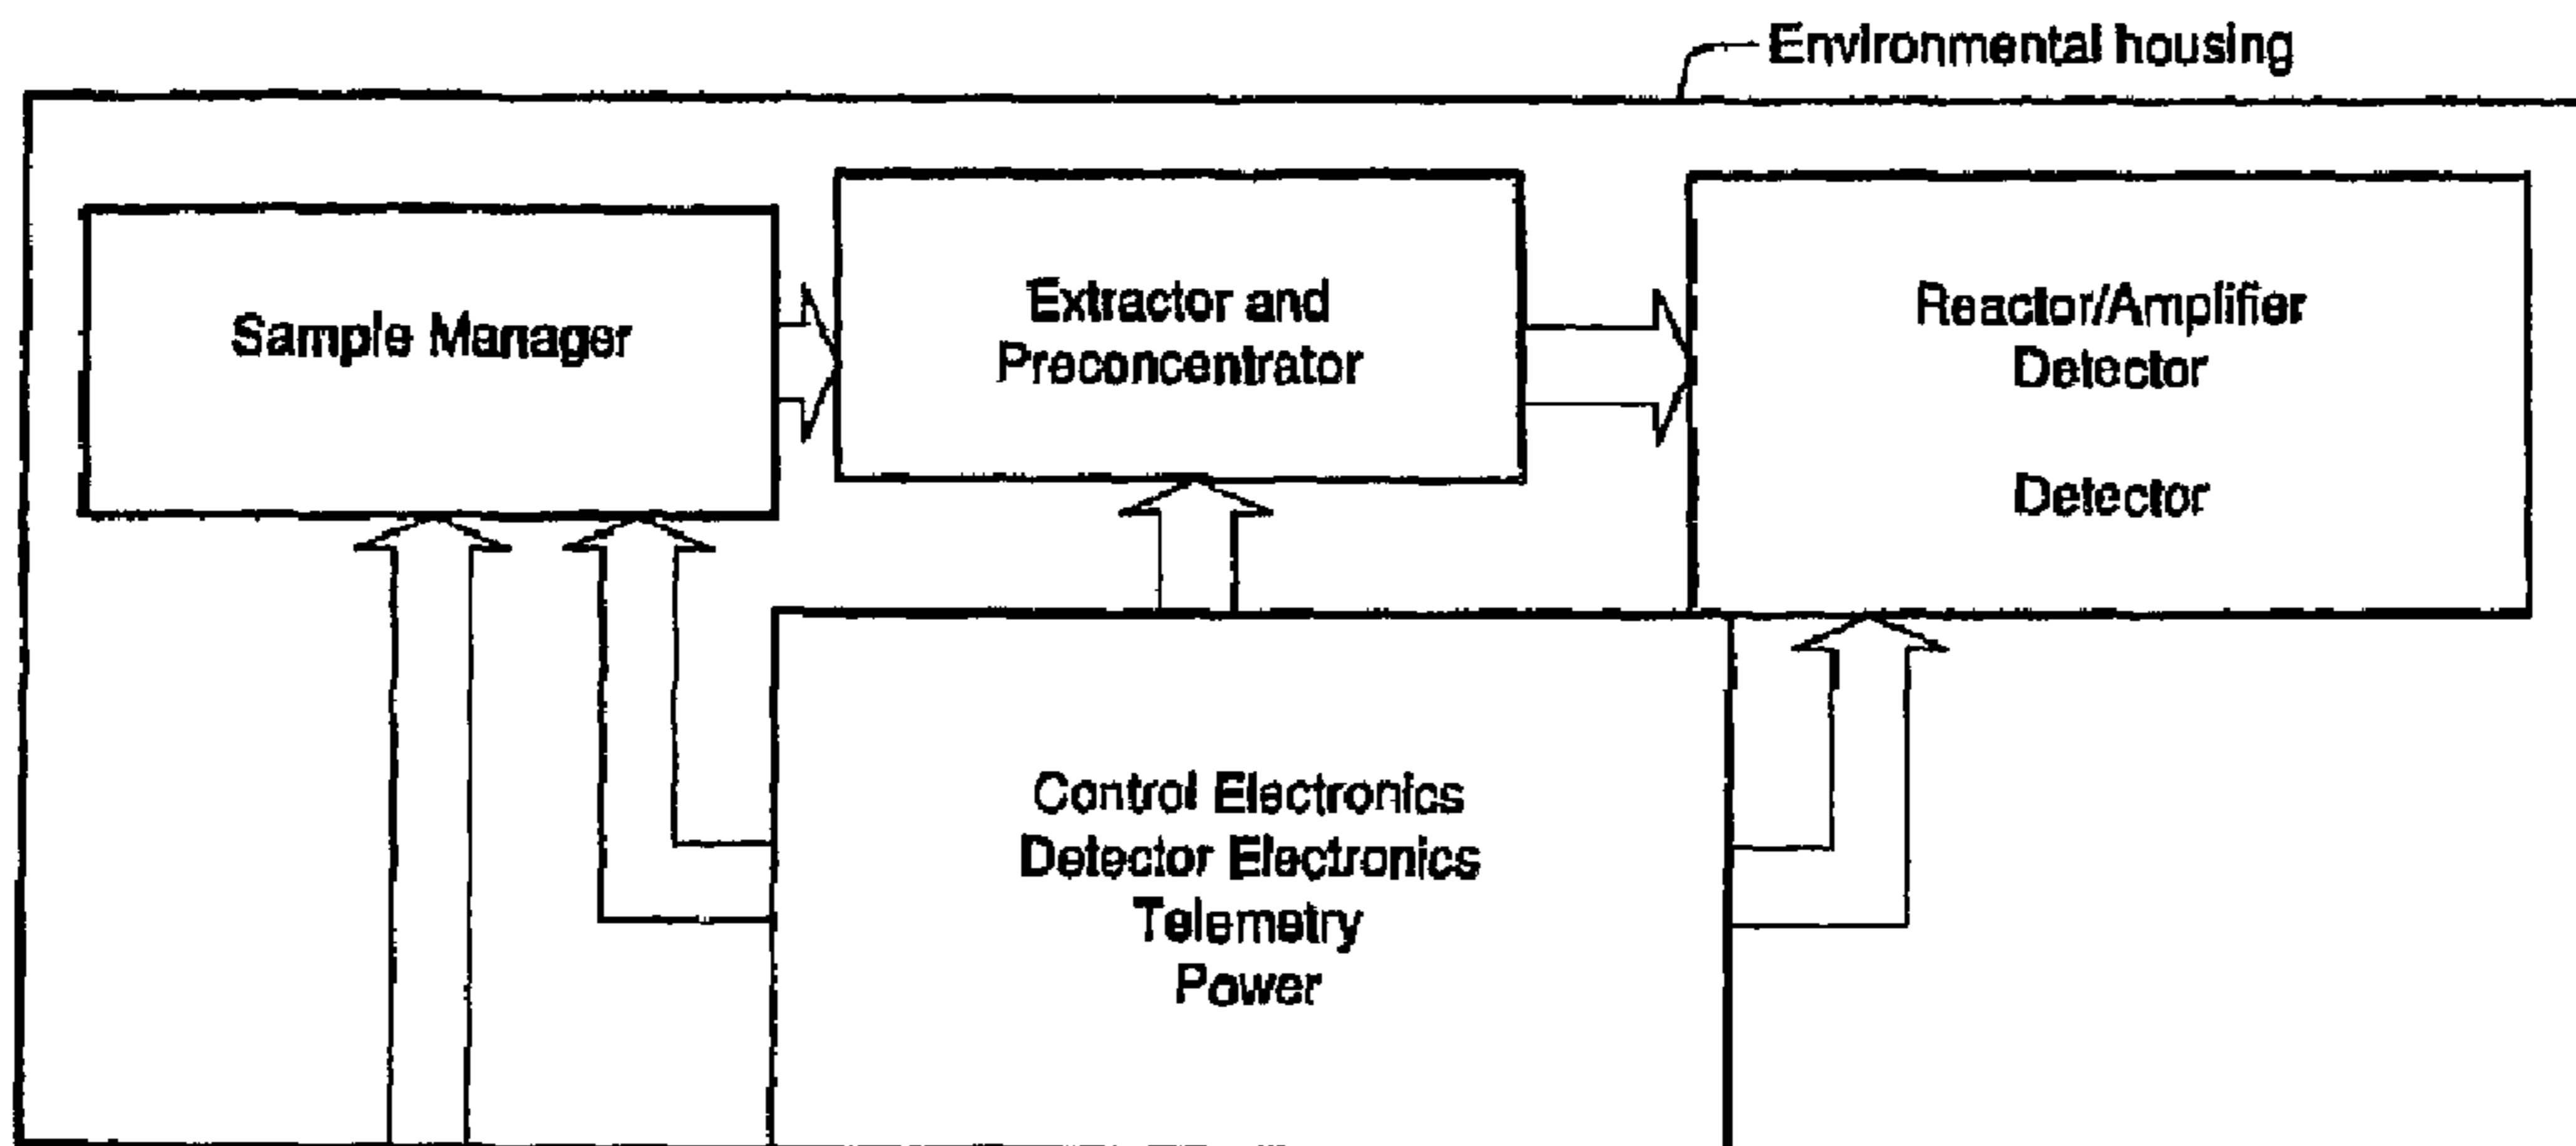 Environmental housing
Sample Manager
Extractor and
Preconcentrator
Reactor/Amplifier
Detector
Detector
Control Electronics
Detector Electronics
Telemetry
Power